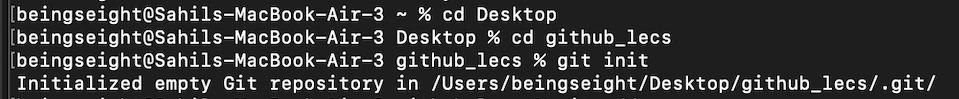 [beingseight@Sahils-MacBook-Air-3 ~ % cd Desktop
[beingseight@Sahils-MacBook-Air-3 Desktop % cd github_lecs
[beingseight@Sahils-MacBook-Air-3 github_lecs % git init
Initialized empty Git repository in /Users/beingseight/Desktop/github_lecs/.git/